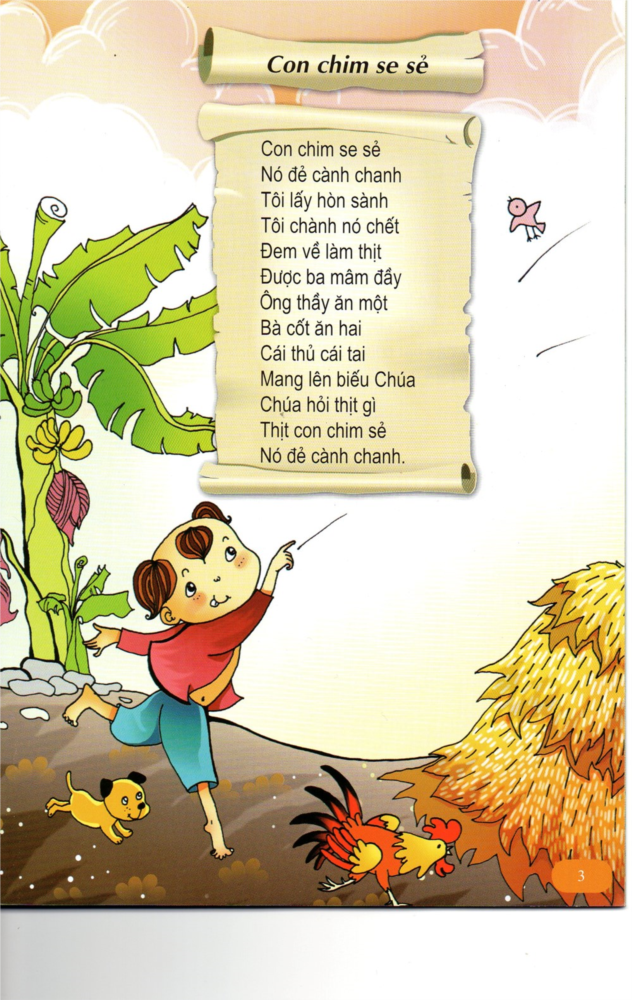 Con chim se sẻ
Con chim se sẻ
Nó đẻ cành chanh
Tôi lấy hòn sành
Tôi chành nó chết
Đem về làm thịt
Được ba mâm đầy
Ông thầy ăn một
Bà cốt ăn hai
Cái thủ cái tai
Mang lên biếu Chúa
Chúa hỏi thịt gì
Thịt con chim sẻ
Nó đẻ cành chanh.
3